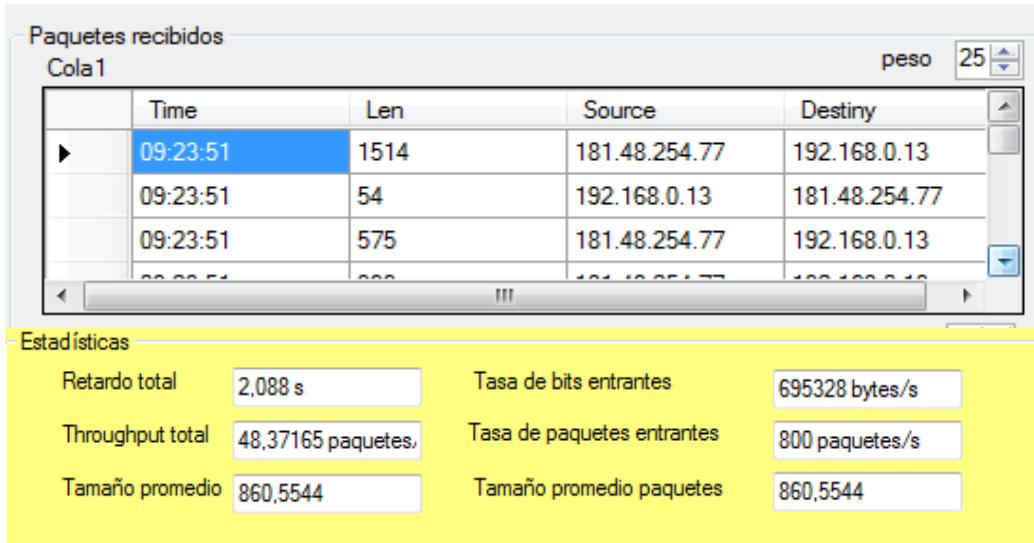 Paquetes recibidos
Cola1 peso 25
Time Len Source Destiny
09:23:51 1514 181.48.254.77 192.168.0.13
09:23:51 54 192.168.0.13 181.48.254.77
09:23:51 575 181.48.254.77 192.168.0.13
Estadísticas
Retardo total 2,088 s Tasa de bits entrantes 695328 bytes/s
Throughput total 48,37165 paquetes/ Tasa de paquetes entrantes 800 paquetes/s
Tamaño promedio 860,5544 Tamaño promedio paquetes 860,5544